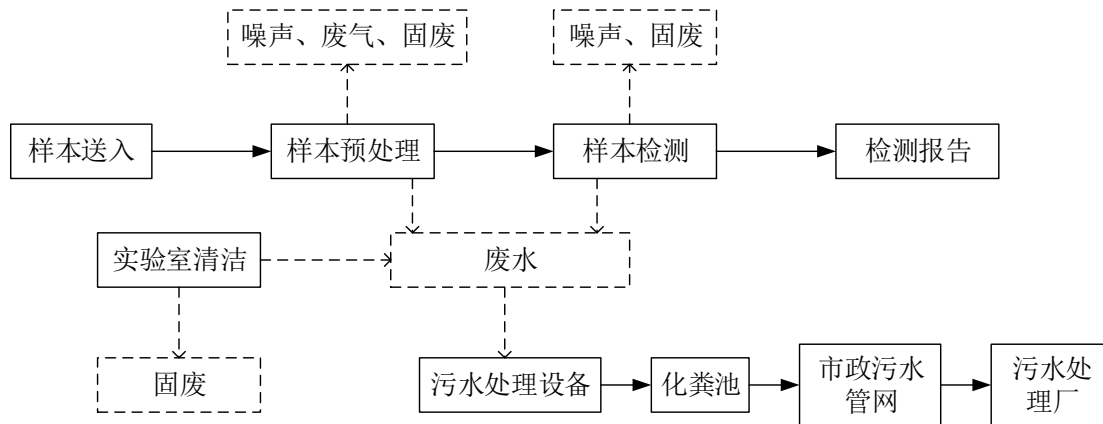 噪声、废气、固废
噪声、固废
样本送入
样本预处理
样本检测
检测报告
实验室清洁
废水
固废
污水处理设备
化粪池
市政污水
管网
污水处
理厂